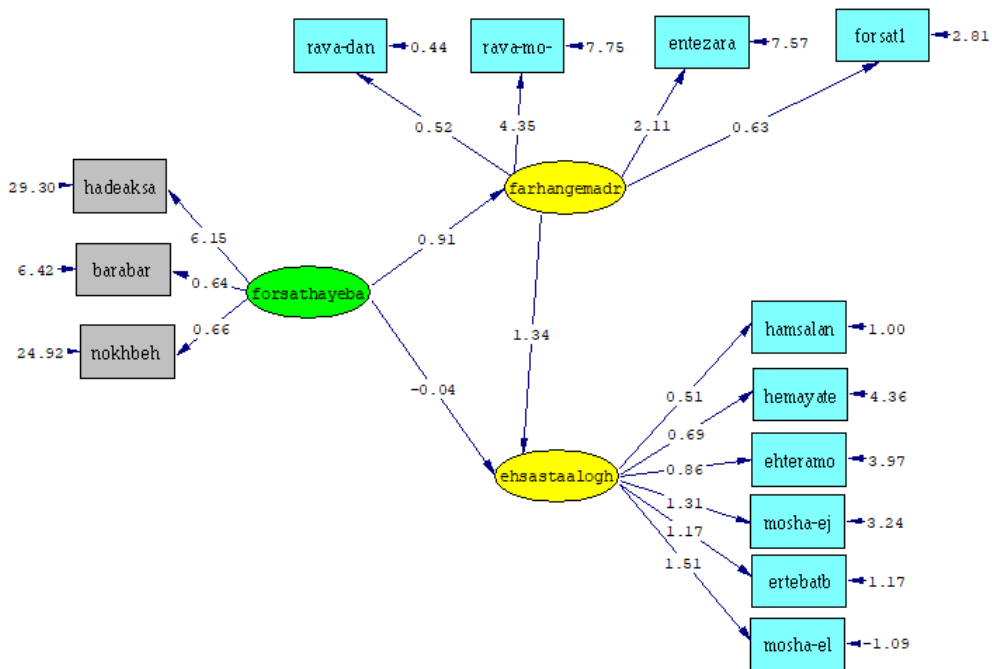 rava-dan
0.44
rava-mo-
7.75
entezara
7.57
forsat1
2.81
0.52
4.35
2.11
0.63
29.30
hadeaksa
farhangemadr
6.15
0.91
6.42
barabar
0.64
forsathayeba
0.66
24.92
nokhbeh
1.34
-0.04
hamsalan
1.00
0.51
hemayate
4.36
0.69
ehteramo
3.97
0.86
ehsastaalogh
1.31
mosha-ej
3.24
1.17
1.51
ertebatb
1.17
mosha-el
-1.09